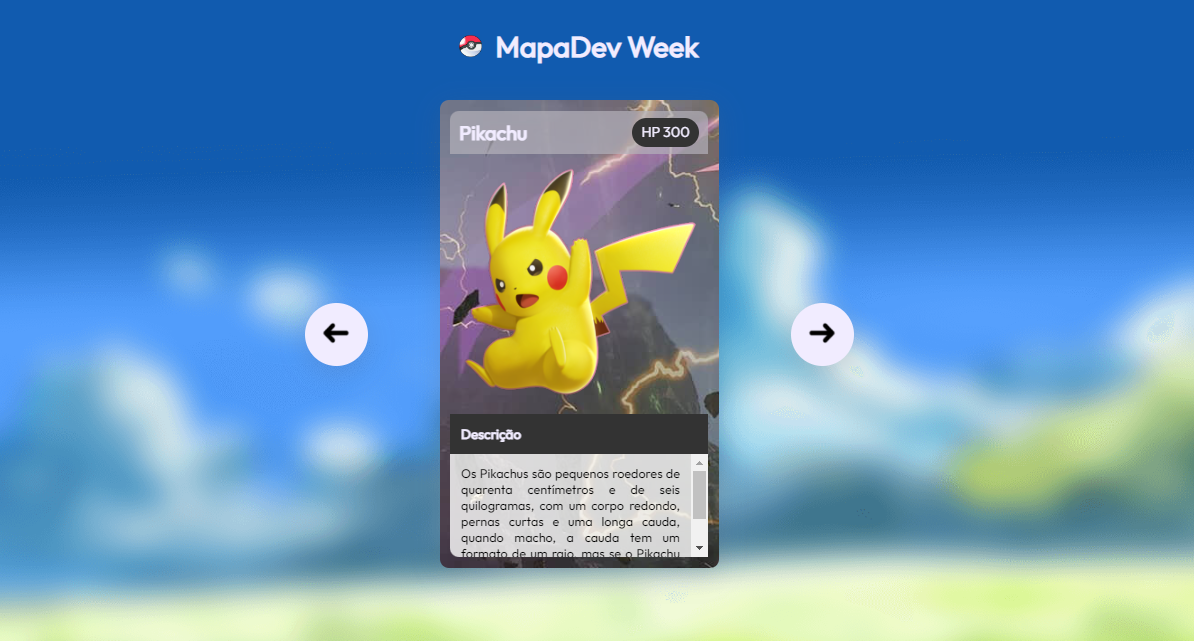 MapaDev Week
Pikachu
HP 300
Descrição
Os Pikachus são pequenos roedores de
quarenta centímetros e de seis
quilogramas, com um corpo redondo,
pernas curtas e uma longa cauda,
quando macho, a cauda tem um
formato de um raio, mas se o Pikachu